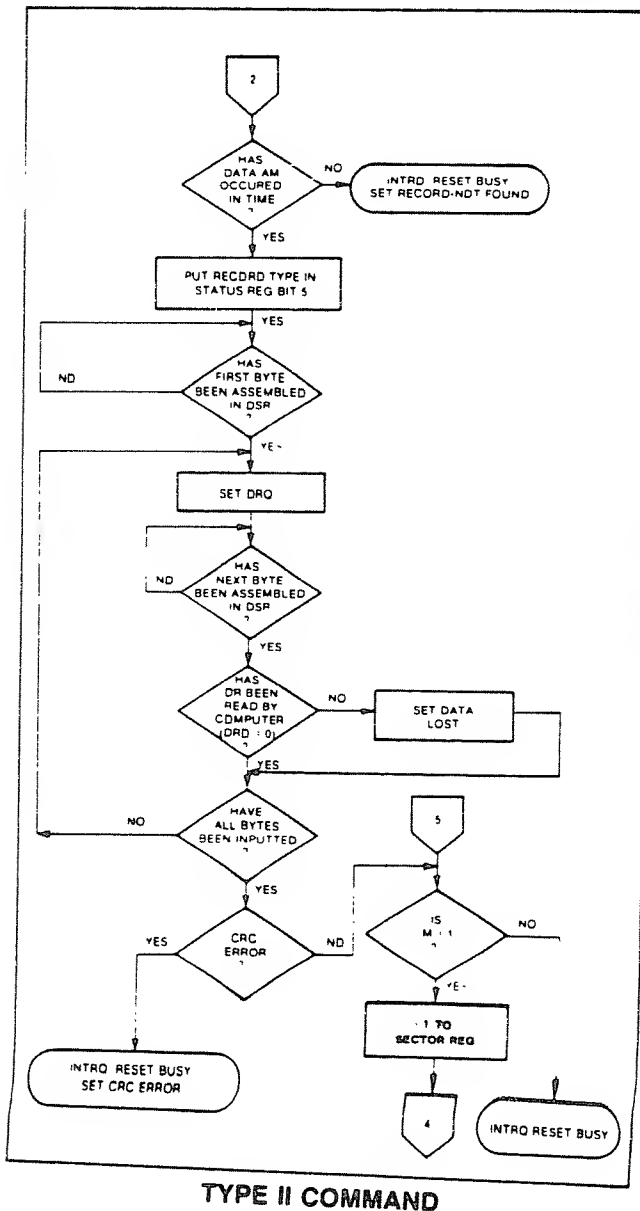 2
HAS
DATA AM
OCCURED
IN TIME
?
NO
INTRQ RESET BUSY
SET RECORD-NOT FOUND
YES
PUT RECORD TYPE IN
STATUS REG BIT 5
YES
HAS
FIRST BYTE
BEEN ASSEMBLED
IN DSR
?
NO
YES
SET DRQ
HAS
NEXT BYTE
BEEN ASSEMBLED
IN DSR
?
NO
YES
HAS
DR BEEN
READ BY
COMPUTER
(DRQ = 0)
?
NO
SET DATA
LOST
YES
HAVE
ALL BYTES
BEEN INPUTTED
?
NO
YES
CRC
ERROR
?
YES
NO
INTRQ RESET BUSY
SET CRC ERROR
5
IS
M = 1
?
NO
YES
+ 1 TO
SECTOR REG
4
INTRQ RESET BUSY
TYPE II COMMAND